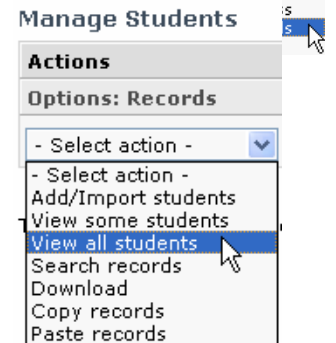 Manage Students
Actions
Options: Records
- Select action -
- Select action -
Add/Import students
View some students
View all students
Search records
Download
Copy records
Paste records